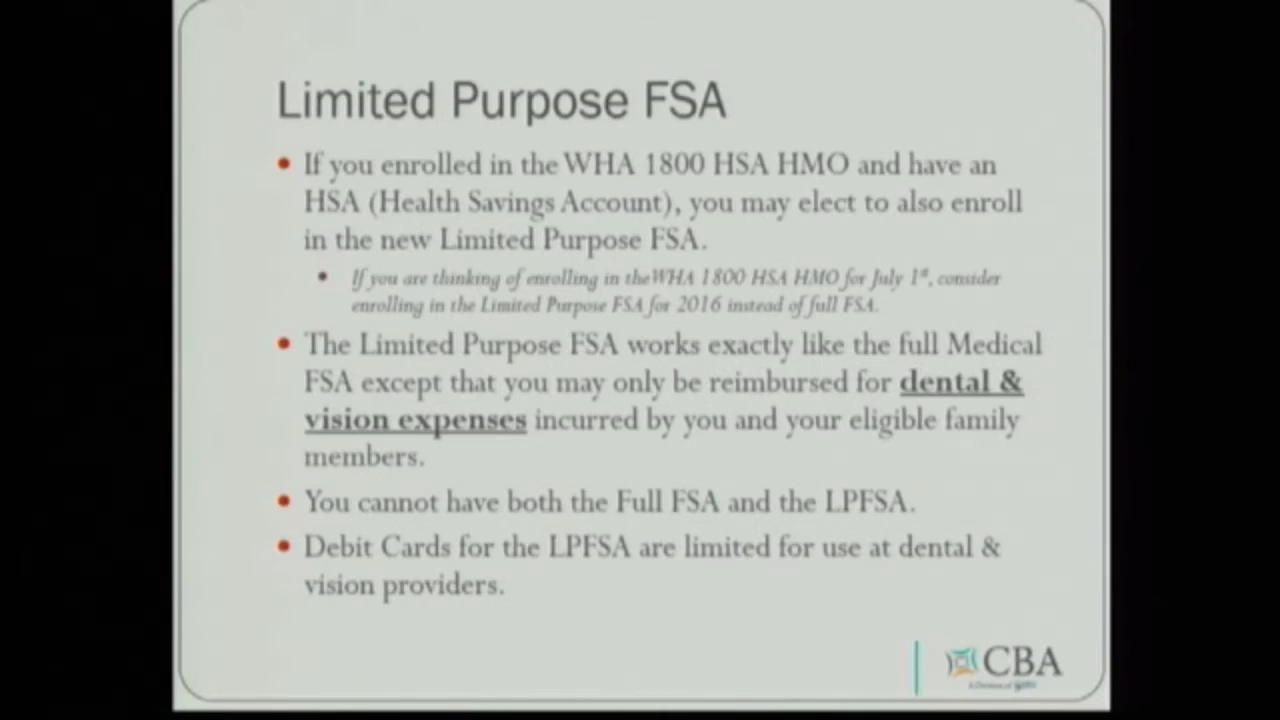 Limited Purpose FSA
• If you enrolled in the WHA 1800 HSA HMO and have an
HSA (Health Savings Account), you may elect to also enroll
in the new Limited Purpose FSA.
• If you are thinking of enrolling in the WHA 1800 HSA HMO for July 1st, consider
enrolling in the Limited Purpose FSA for 2016 instead of full FSA.
• The Limited Purpose FSA works exactly like the full Medical
FSA except that you may only be reimbursed for dental &
vision expenses incurred by you and your eligible family
members.
• You cannot have both the Full FSA and the LPFSA.
• Debit Cards for the LPFSA are limited for use at dental &
vision providers.
CBA
A Division of